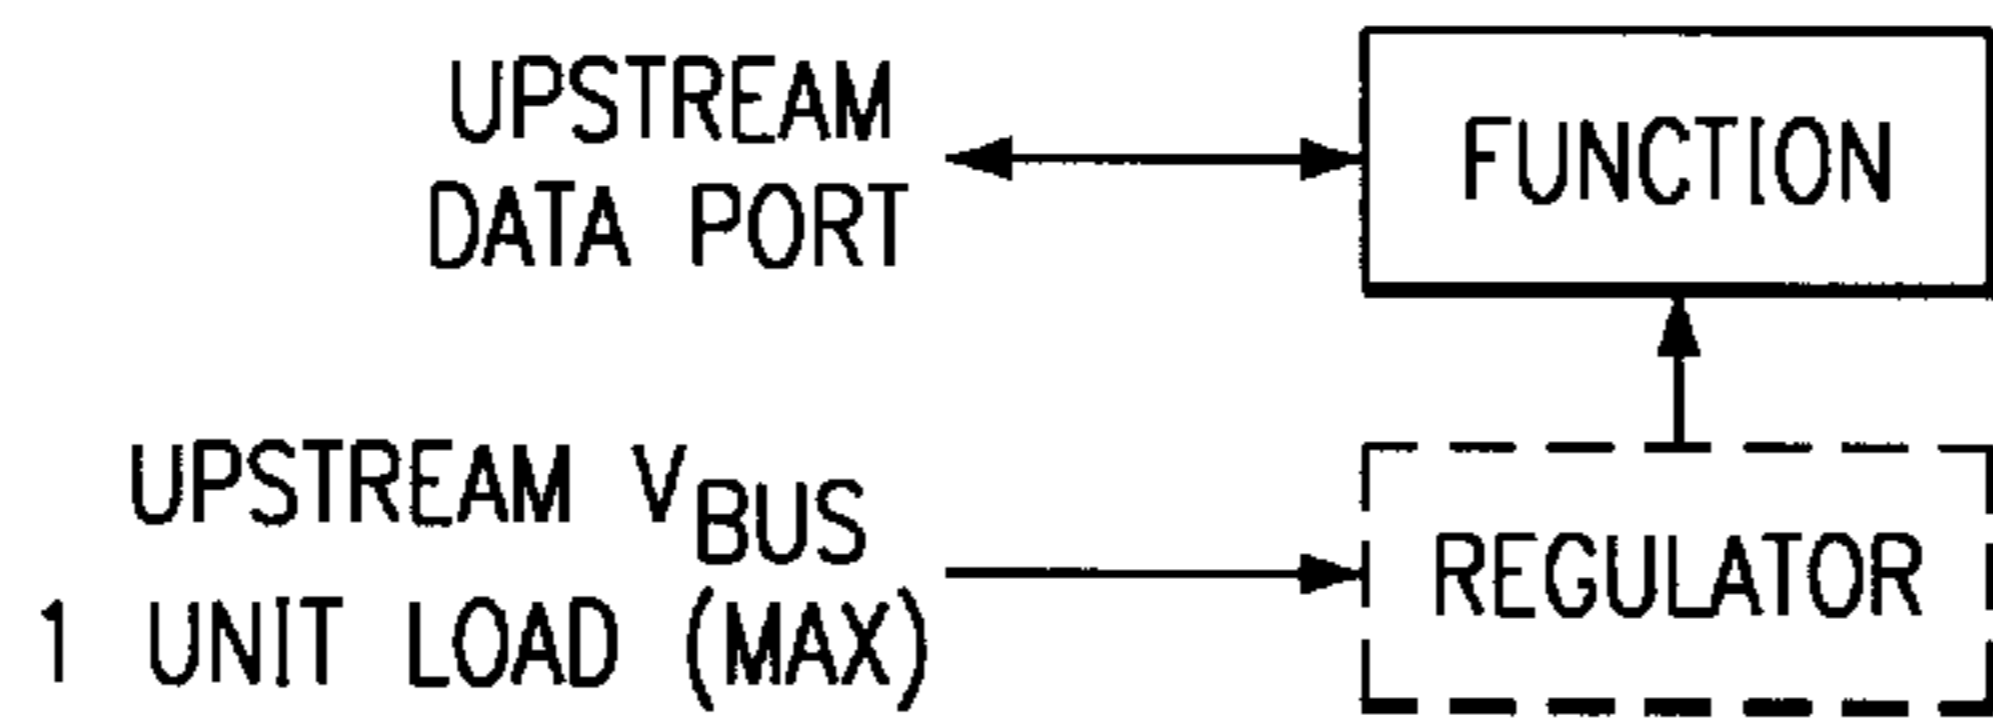 UPSTREAM
DATA PORT
FUNCTION
UPSTREAM VBUS
1 UNIT LOAD (MAX)
REGULATOR